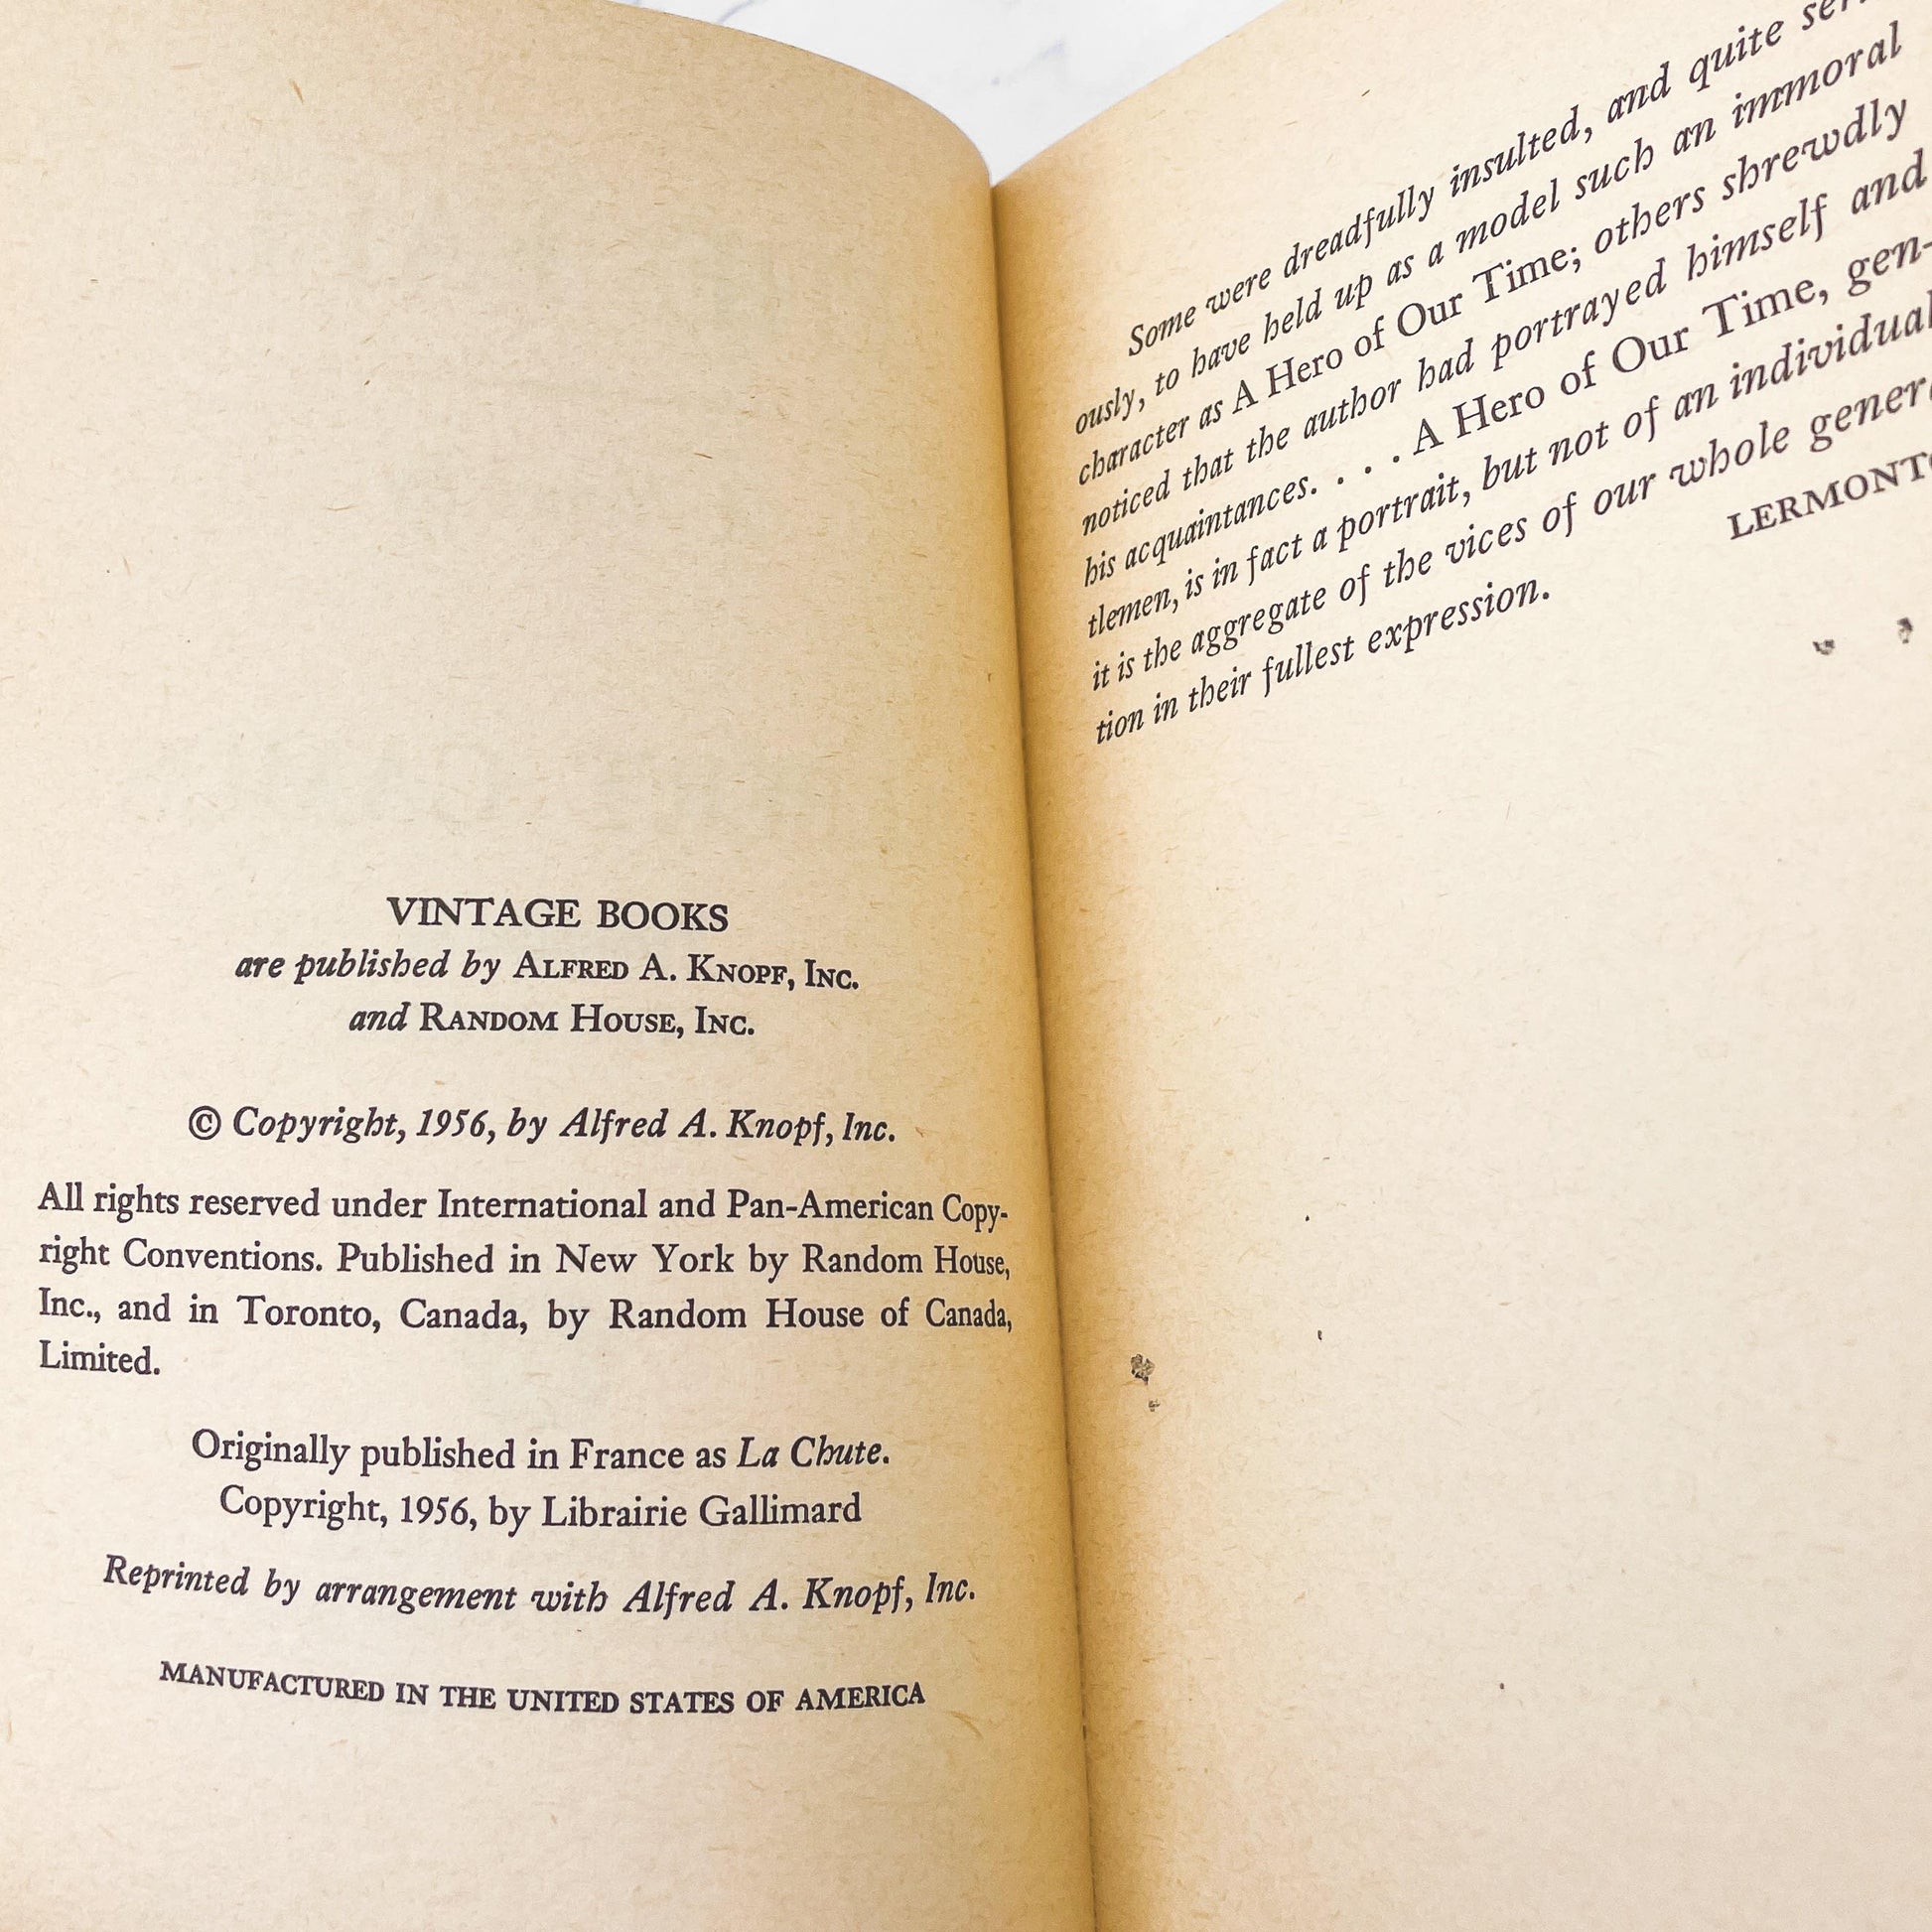 VINTAGE BOOKS
are published by ALFRED A. KNOPF, INC.
and RANDOM HOUSE, INC.
© Copyright, 1956, by Alfred A. Knopf, Inc.
All rights reserved under International and Pan-American Copy-
right Conventions. Published in New York by Random House,
Inc., and in Toronto, Canada, by Random House of Canada,
Limited.
Originally published in France as La Chute.
Copyright, 1956, by Librairie Gallimard
Reprinted by arrangement with Alfred A. Knopf, Inc.
MANUFACTURED IN THE UNITED STATES OF AMERICA
Some were dreadfully insulted, and quite
ously, to have held up as a model such an immoral
character as A Hero of Our Time; others shrewdly
noticed that the author had portrayed himself and
his acquaintances. . . . A Hero of Our Time, gen-
tlemen, is in fact a portrait, but not of an individual
it is the aggregate of the vices of our whole
tion in their fullest expression.